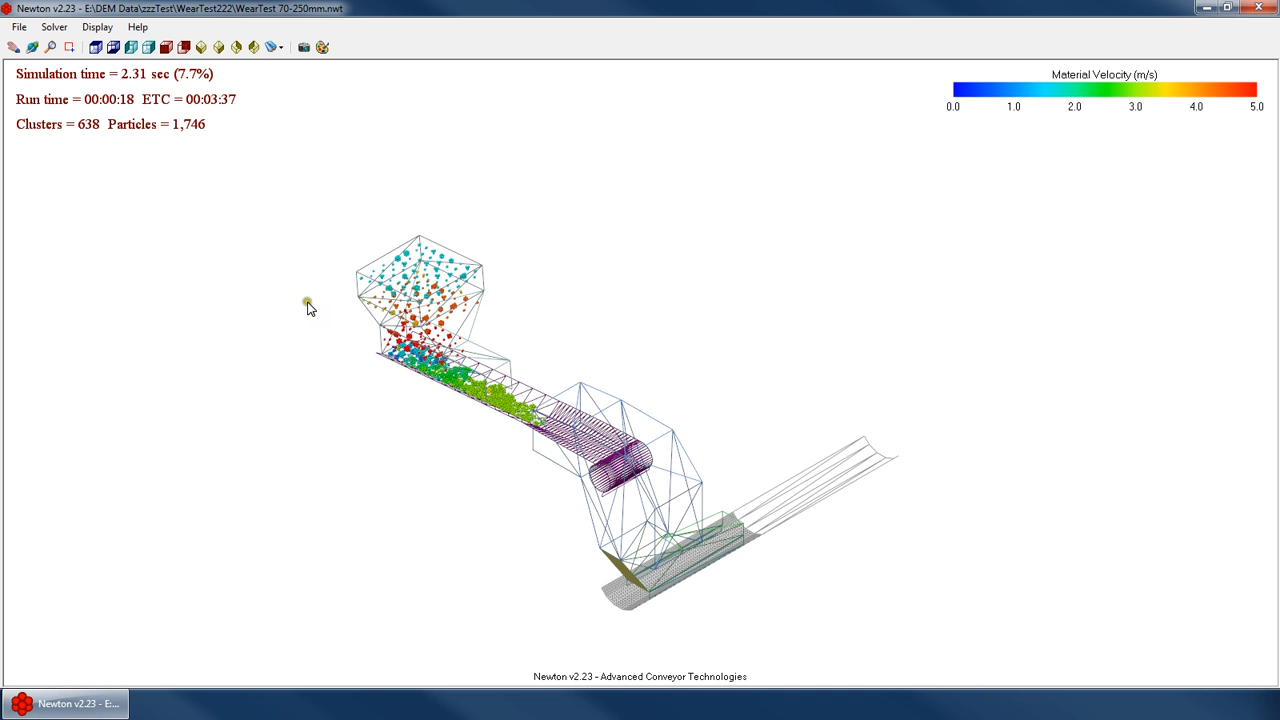 Newton v2.23 - E:\DEM Data\zzzTest\WearTest222\WearTest 70-250mm.nwt
File Solver Display Help
Simulation time = 2.31 sec (7.7%)
Run time = 00:00:18 ETC = 00:03:37
Clusters = 638 Particles = 1,746
Material Velocity (m/s)
0.0 1.0 2.0 3.0 4.0 5.0
Newton v2.23 - Advanced Conveyor Technologies
Newton v2.23 - E:...